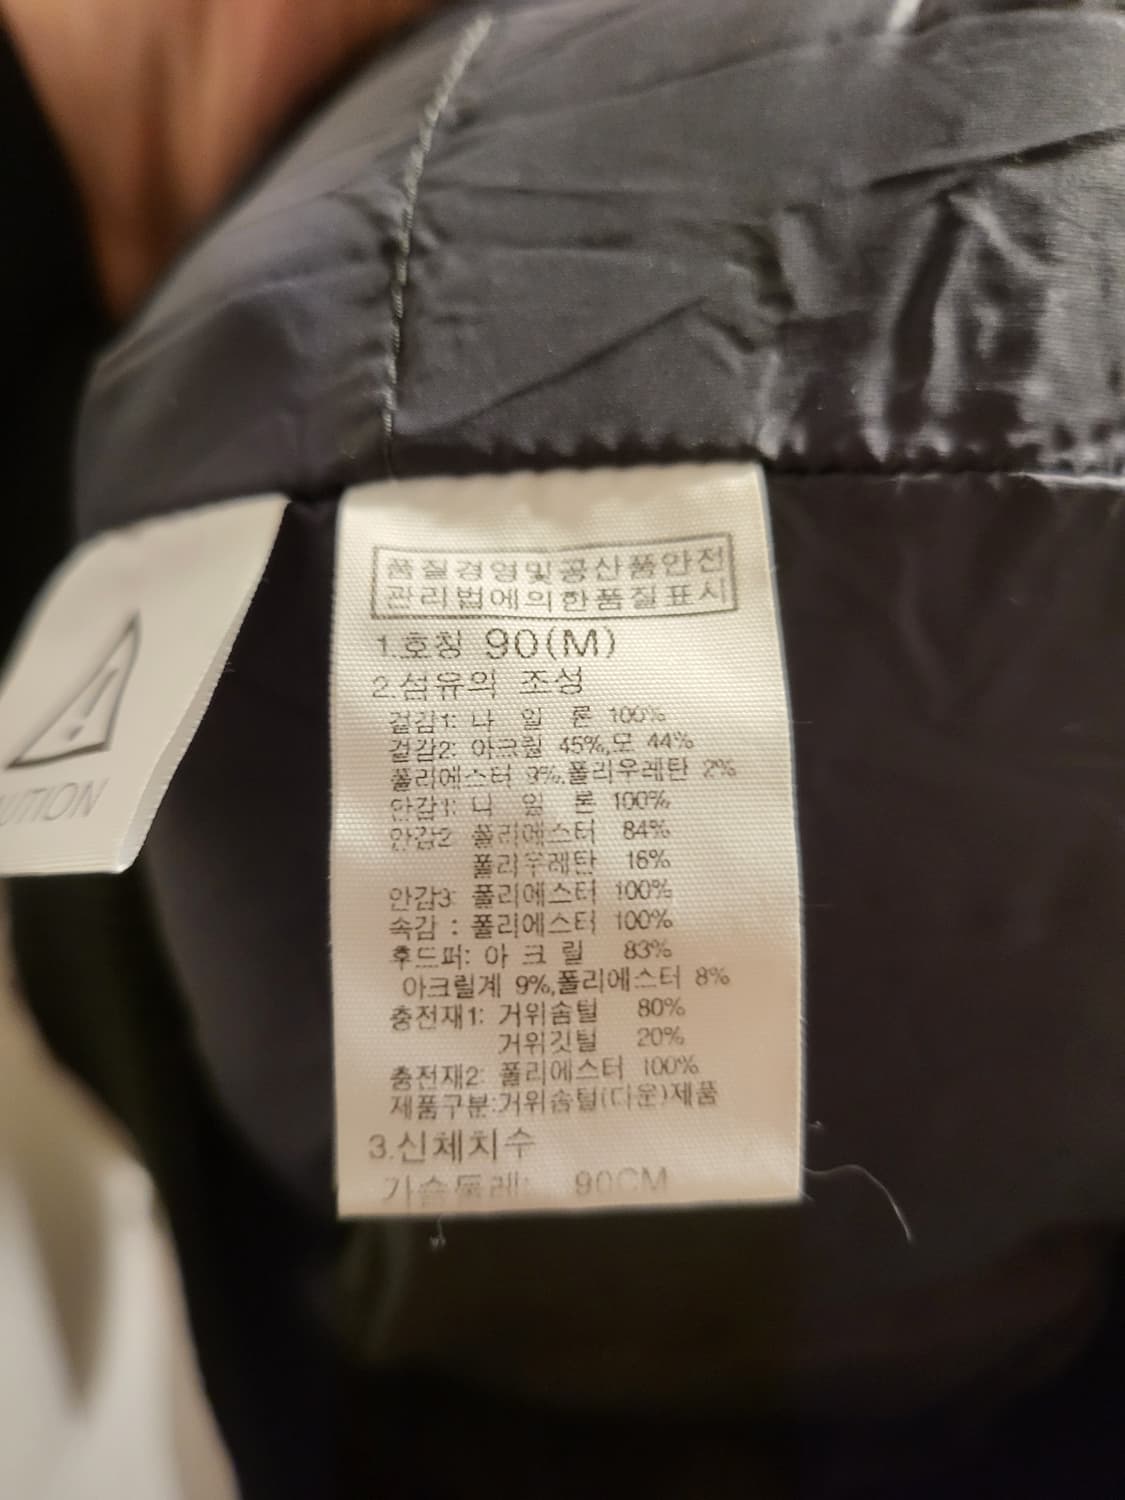 품질경영및공산품안전
관리법에의한품질표시
1.호칭 90(M)
2.섬유의 조성
겉감1: 나 일 론 100%
겉감2: 아크릴 45%,모 44%
폴리에스터 9%,폴리우레탄 2%
안감1: 나 일 론 100%
안감2: 폴리에스터 84%
폴리우레탄 16%
안감3: 폴리에스터 100%
속감 : 폴리에스터 100%
후드퍼: 아 크 릴 83%
아크릴계 9%,폴리에스터 8%
충전재1: 거위솜털 80%
거위깃털 20%
충전재2: 폴리에스터 100%
제품구분:거위솜털(다운)제품
3.신체치수
가슴둘레: 90CM
UTION